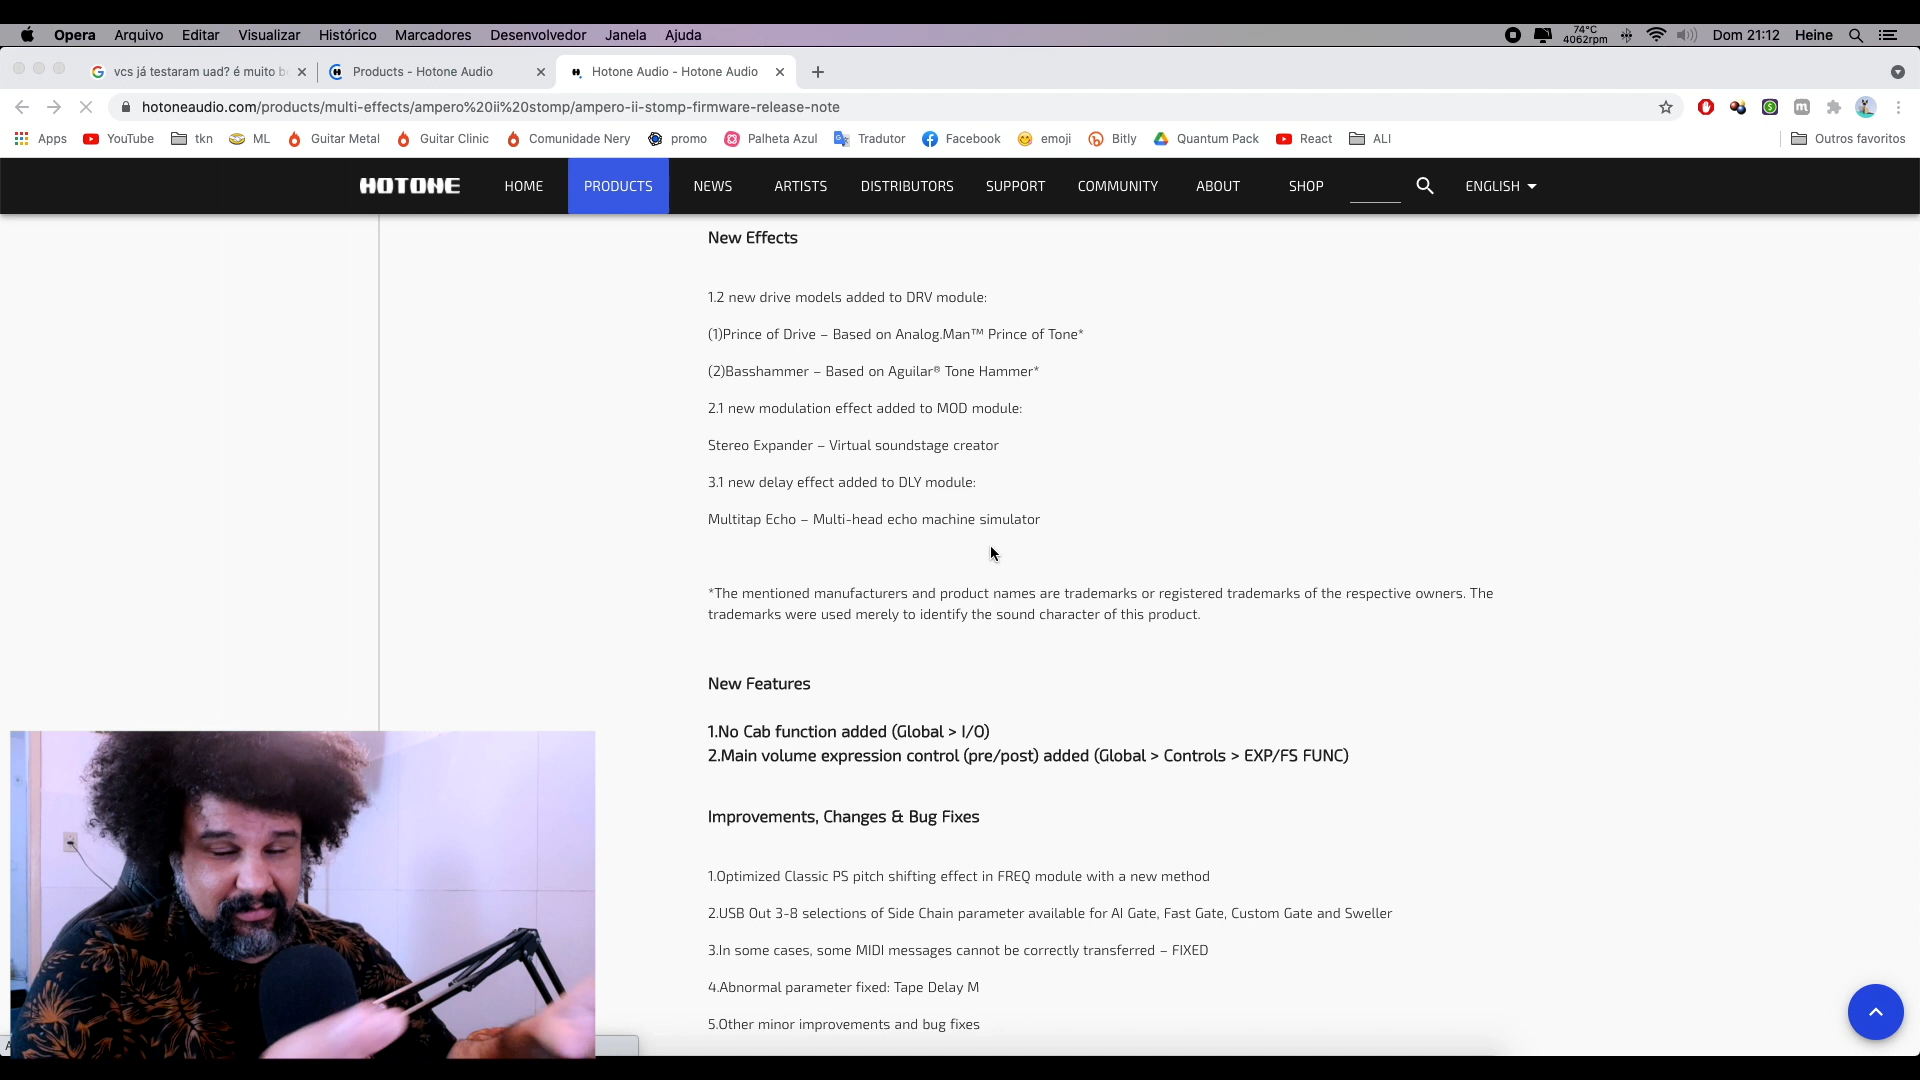 Opera Arquivo Editar Visualizar Histórico Marcadores Desenvolvedor Janela Ajuda 74°C 4062rpm Dom 21:12 Heine
vcs já testaram uad? é muito b Products - Hotone Audio Hotone Audio - Hotone Audio
hotoneaudio.com/products/multi-effects/ampero%20ii%20stomp/ampero-ii-stomp-firmware-release-note
Apps YouTube tkn ML Guitar Metal Guitar Clinic Comunidade Nery promo Palheta Azul Tradutor Facebook emoji Bitly Quantum Pack React ALI Outros favoritos
HOTONE HOME PRODUCTS NEWS ARTISTS DISTRIBUTORS SUPPORT COMMUNITY ABOUT SHOP ENGLISH
New Effects
1.2 new drive models added to DRV module:
(1)Prince of Drive – Based on Analog.Man™ Prince of Tone*
(2)Basshammer – Based on Aguilar® Tone Hammer*
2.1 new modulation effect added to MOD module:
Stereo Expander – Virtual soundstage creator
3.1 new delay effect added to DLY module:
Multitap Echo – Multi-head echo machine simulator
*The mentioned manufacturers and product names are trademarks or registered trademarks of the respective owners. The
trademarks were used merely to identify the sound character of this product.
New Features
1.No Cab function added (Global > I/O)
2.Main volume expression control (pre/post) added (Global > Controls > EXP/FS FUNC)
Improvements, Changes & Bug Fixes
1.Optimized Classic PS pitch shifting effect in FREQ module with a new method
2.USB Out 3-8 selections of Side Chain parameter available for AI Gate, Fast Gate, Custom Gate and Sweller
3.In some cases, some MIDI messages cannot be correctly transferred – FIXED
4.Abnormal parameter fixed: Tape Delay M
5.Other minor improvements and bug fixes